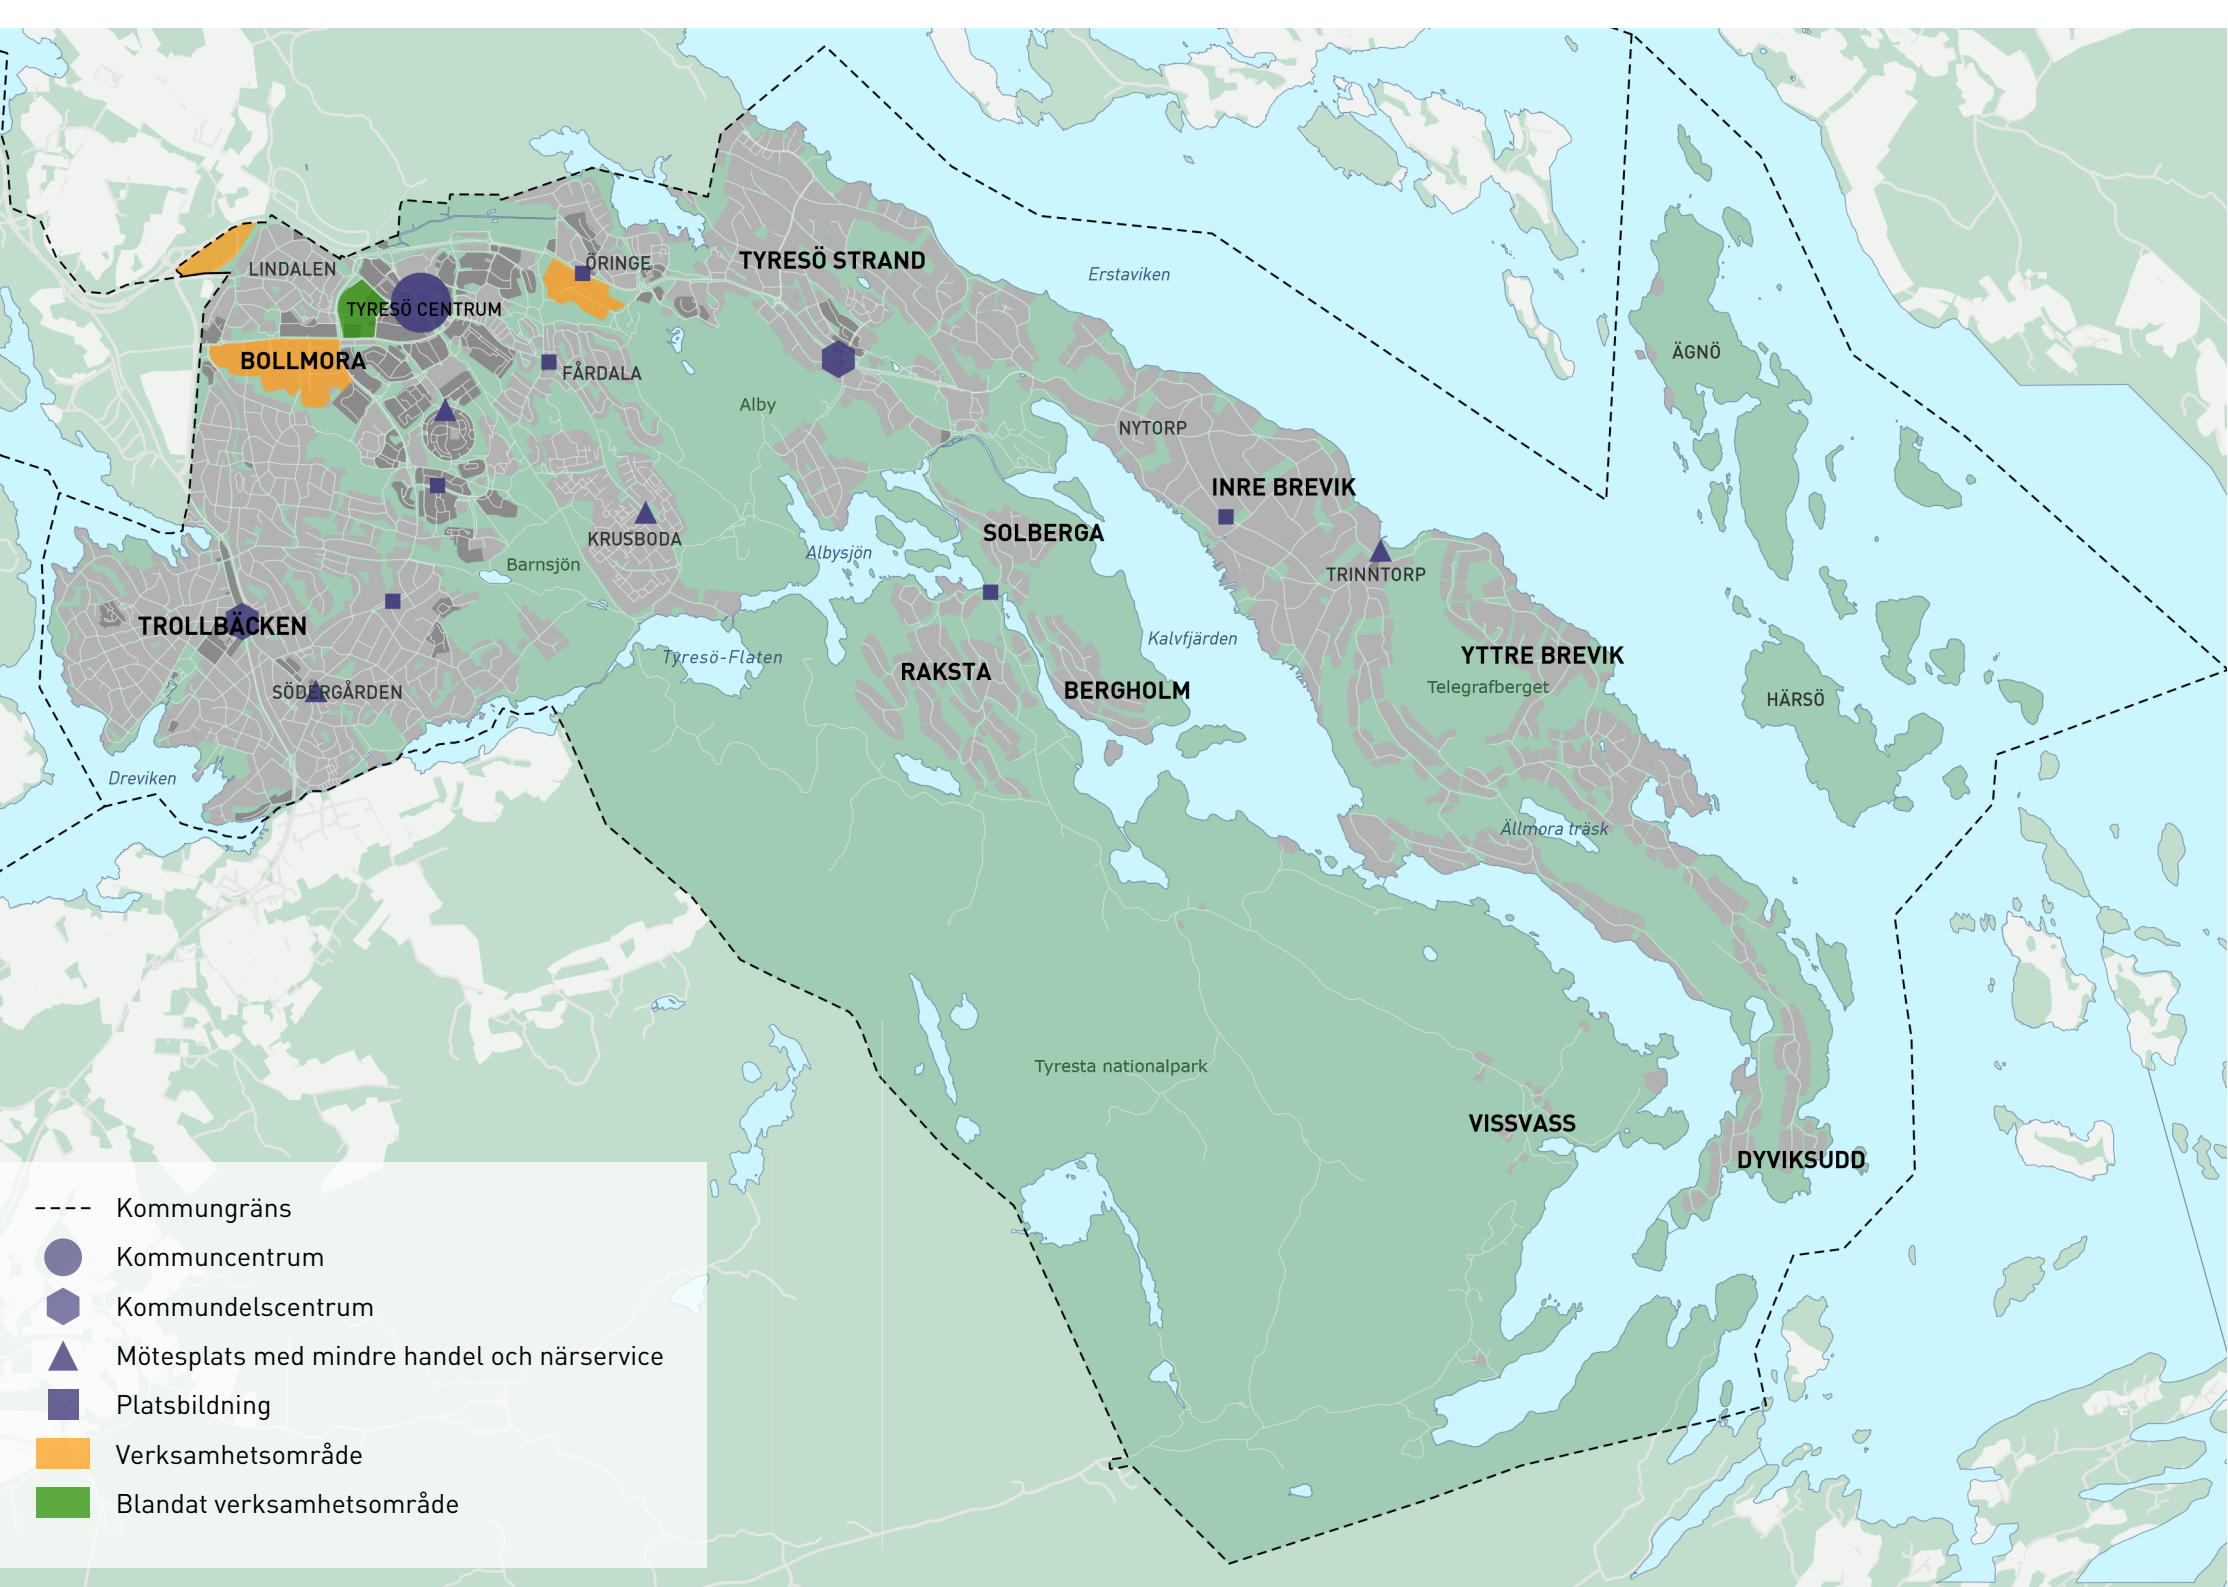 TYRESÖ STRAND
LINDALEN
ÖRINGE
Erstaviken
TYRESÖ CENTRUM
BOLLMORA
FÅRDALA
ÄGNÖ
Alby
NYTORP
INRE BREVIK
SOLBERGA
KRUSBODA
Albysjön
Barnsjön
TRINNTORP
TROLLBÄCKEN
Kalvfjärden
Tyresö-Flaten
YTTRE BREVIK
RAKSTA
BERGHOLM
Telegrafberget
SÖDERGÅRDEN
HÄRSÖ
Dreviken
Ällmora träsk
Tyresta nationalpark
VISSVASS
DYVIKSUDD
Kommungräns
Kommuncentrum
Kommundelscentrum
Mötesplats med mindre handel och närservice
Platsbildning
Verksamhetsområde
Blandat verksamhetsområde